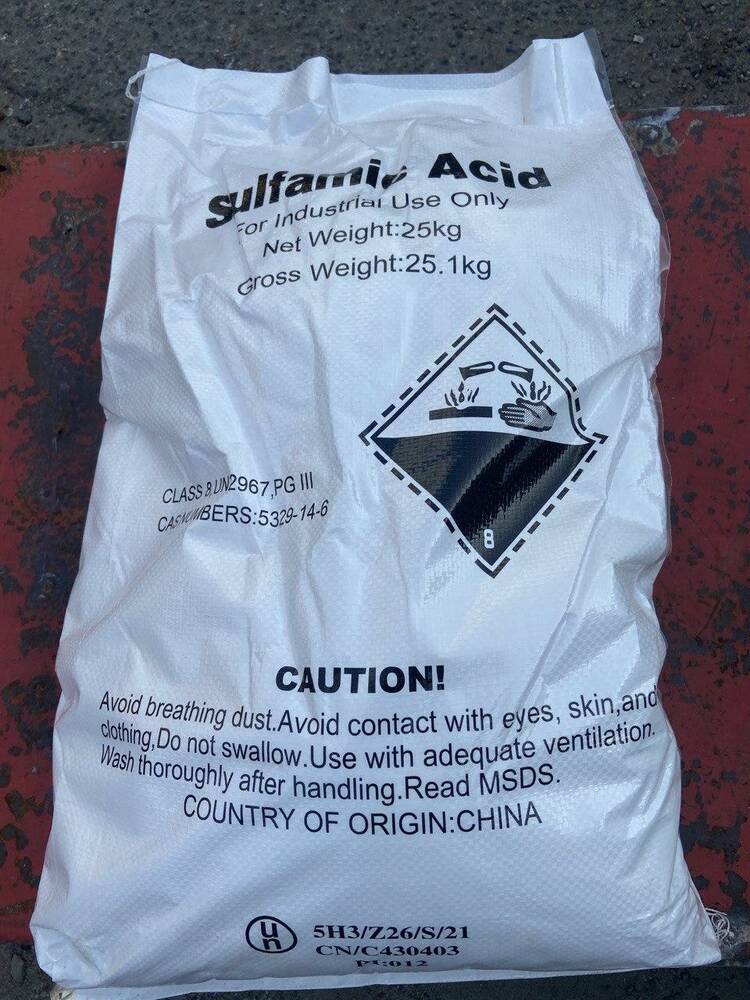 Sulfamic Acid
For Industrial Use Only
Net Weight:25kg
Gross Weight:25.1kg
CLASS 8,UN2967,PG III
CAS NUMBERS:5329-14-6
8
CAUTION!
Avoid breathing dust.Avoid contact with eyes, skin,and
clothing,Do not swallow.Use with adequate ventilation.
Wash thoroughly after handling.Read MSDS.
COUNTRY OF ORIGIN:CHINA
un 5H3/Z26/S/21
CN/C430403
PI:012